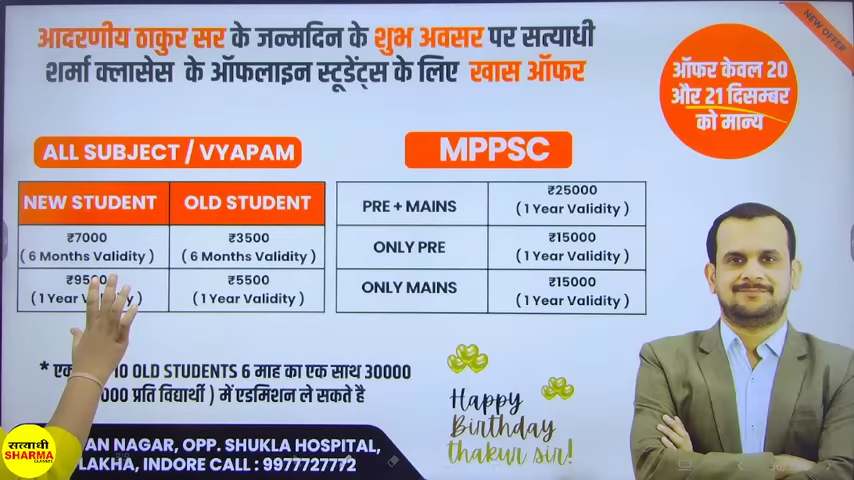 NEW OFFER
आदरणीय ठाकुर सर के जन्मदिन के शुभ अवसर पर सत्याधी
शर्मा क्लासेस के ऑफलाइन स्टूडेंट्स के लिए खास ऑफर
ऑफर केवल 20
और 21 दिसम्बर
को मान्य
ALL SUBJECT / VYAPAM
NEW STUDENT OLD STUDENT
₹7000 ₹3500
( 6 Months Validity ) ( 6 Months Validity )
₹5500
( 1 Year Validity ) ( 1 Year Validity )
MPPSC
PRE + MAINS ₹25000
( 1 Year Validity )
ONLY PRE ₹15000
( 1 Year Validity )
ONLY MAINS ₹15000
( 1 Year Validity )
* 10 OLD STUDENTS 6 माह का एक साथ 30000
प्रति विद्यार्थी ) में एडमिशन ले सकते है
Happy
Birthday
thakur sir!
NAGAR, OPP. SHUKLA HOSPITAL,
INDORE CALL : 9977727772
सत्याधी
SHARMA
CLASSES